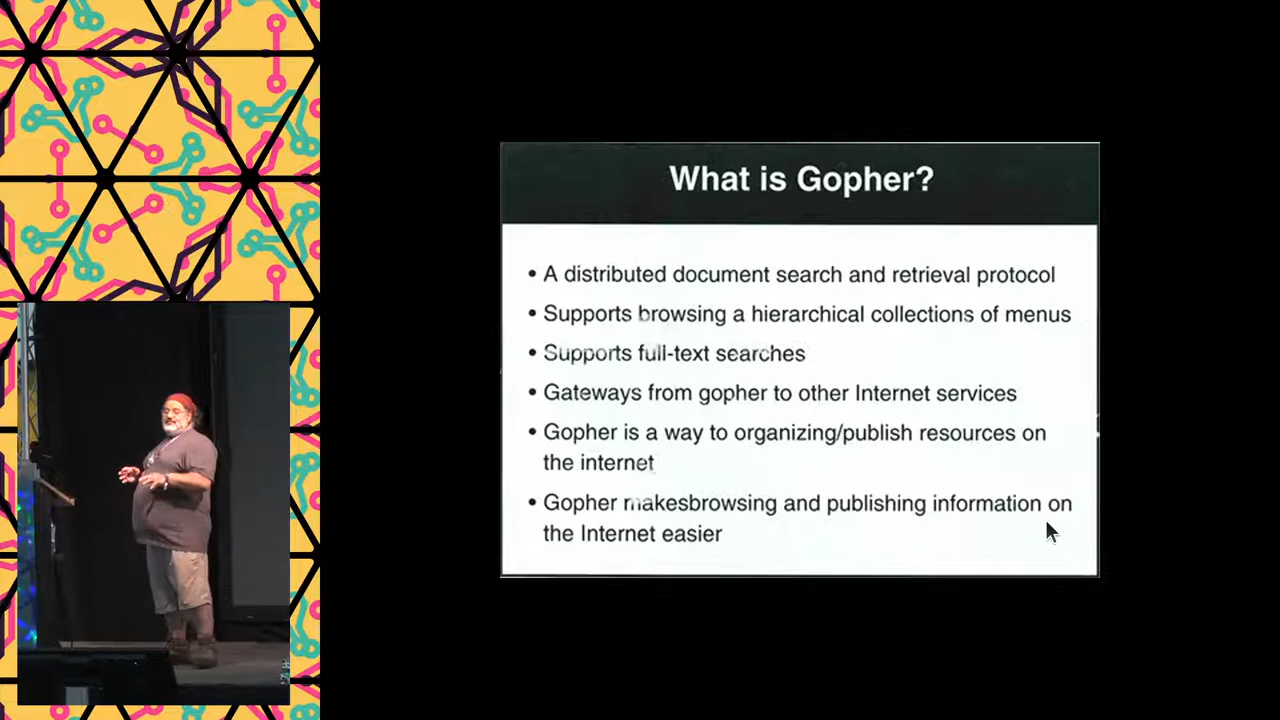 What is Gopher?
• A distributed document search and retrieval protocol
• Supports browsing a hierarchical collections of menus
• Supports full-text searches
• Gateways from gopher to other Internet services
• Gopher is a way to organizing/publish resources on
the internet
• Gopher makesbrowsing and publishing information on
the Internet easier